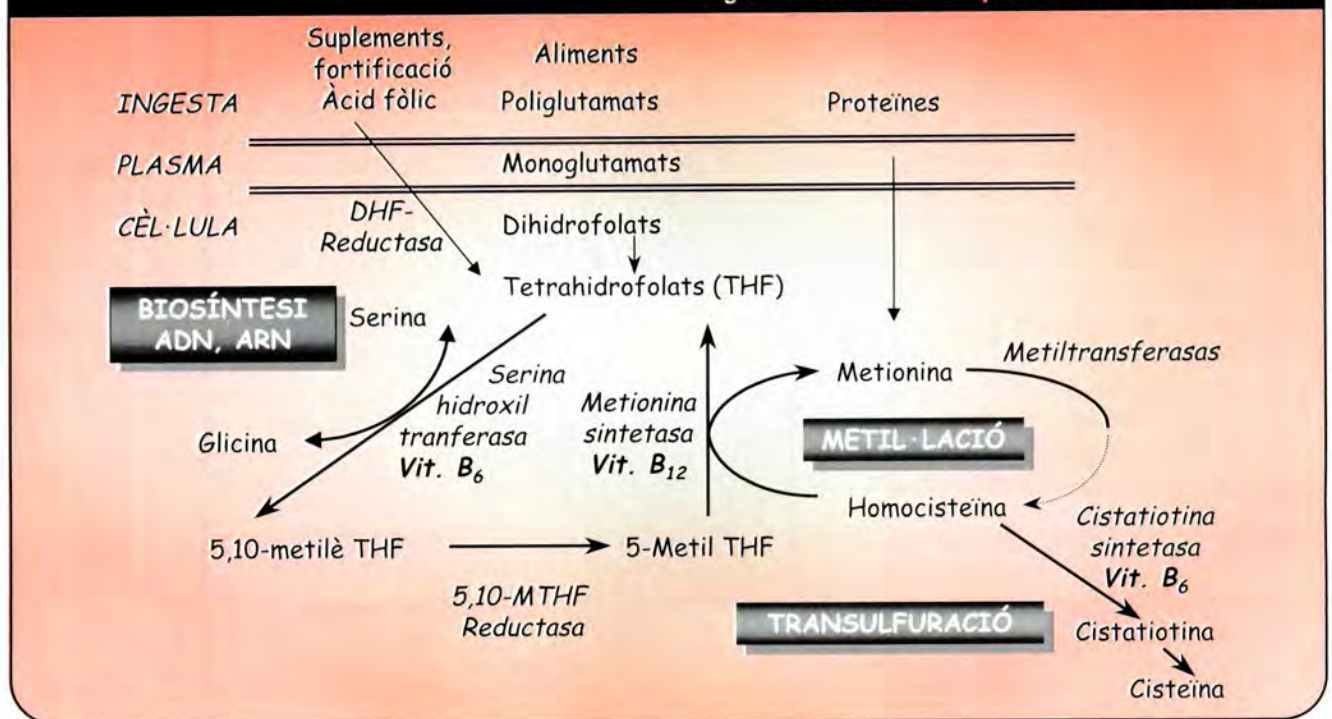 Suplements,
fortificació
Àcid fòlic
Aliments
INGESTA
Poliglutamats
Proteïnes
PLASMA
Monoglutamats
CÈL·LULA
DHF-
Reductasa
Dihidrofolats
Tetrahidrofolats (THF)
BIOSÍNTESI
ADN, ARN
Serina
Glicina
Serina
hidroxil
tranferasa
Vit. B6
Metionina
sintetasa
Vit. B12
Metionina
Metiltransferasas
METIL·LACIÓ
Homocisteïna
Cistatiotina
sintetasa
Vit. B6
5,10-metilè THF
5-Metil THF
5,10-MTHF
Reductasa
TRANSULFURACIÓ
Cistatiotina
Cisteïna